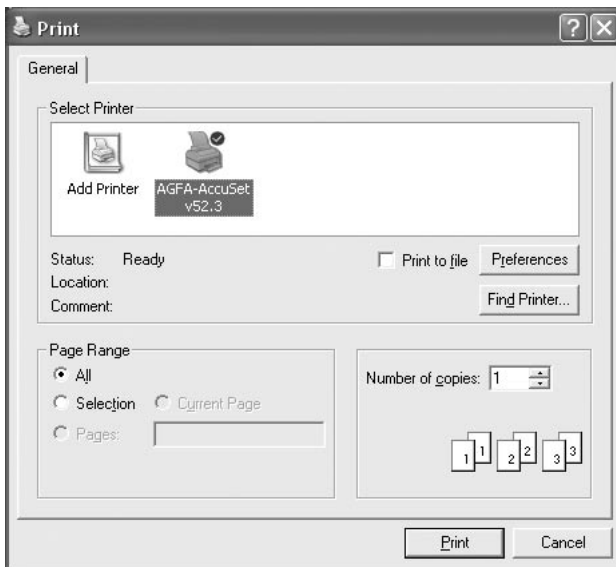 Print
General
Select Printer
Add Printer
AGFA-AccuSet
v52.3
Status: Ready
Print to file
Preferences
Location:
Comment:
Find Printer...
Page Range
All
Selection
Current Page
Pages:
Number of copies: 1
1 1 2 2 3 3
Print
Cancel